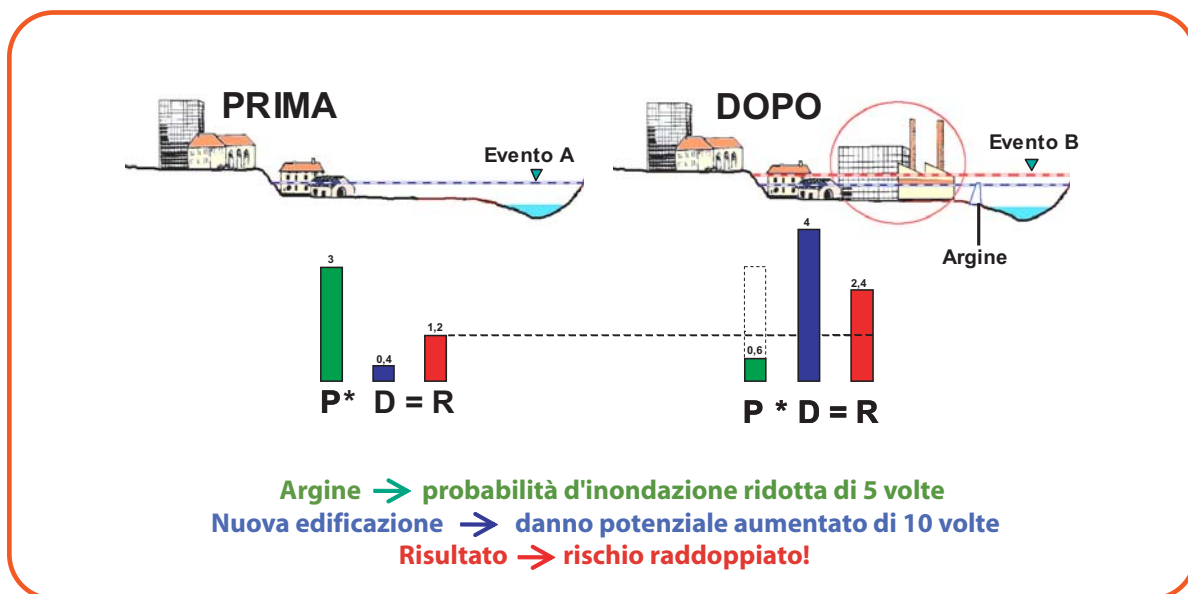 PRIMA
Evento A
3
0,4
1,2
P* D = R
DOPO
Evento B
Argine
0,6
4
2,4
P * D = R
Argine → probabilità d'inondazione ridotta di 5 volte
Nuova edificazione → danno potenziale aumentato di 10 volte
Risultato → rischio raddoppiato!